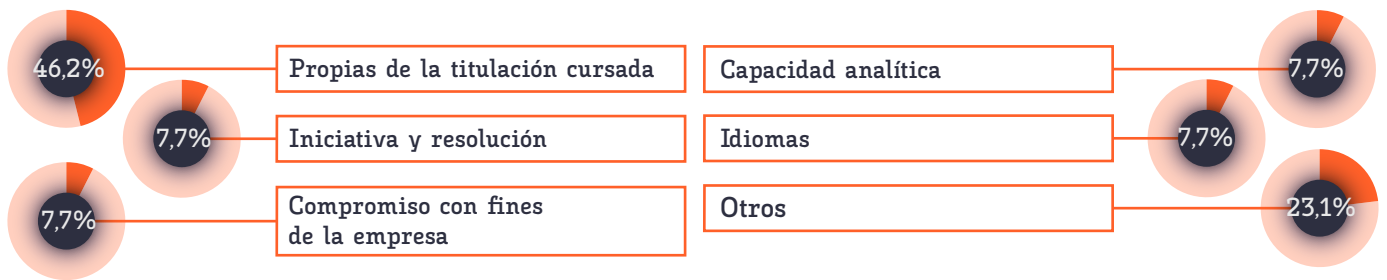 46,2%
Propias de la titulación cursada
7,7%
Iniciativa y resolución
7,7%
Compromiso con fines
de la empresa
Capacidad analítica
7,7%
Idiomas
7,7%
Otros
23,1%